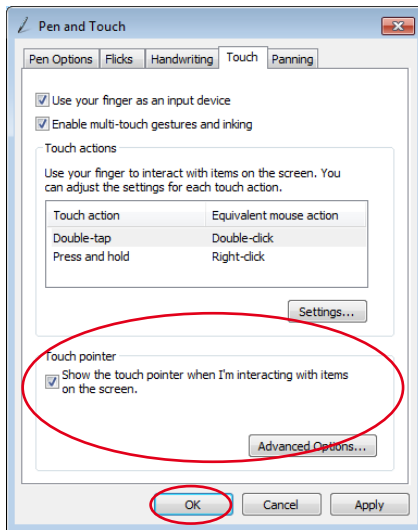 Pen and Touch
Pen Options Flicks Handwriting Touch Panning
Use your finger as an input device
Enable multi-touch gestures and inking
Touch actions
Use your finger to interact with items on the screen. You
can adjust the settings for each touch action.
Touch action Equivalent mouse action
Double-tap Double-click
Press and hold Right-click
Settings...
Touch pointer
Show the touch pointer when I'm interacting with items
on the screen.
Advanced Options...
OK Cancel Apply